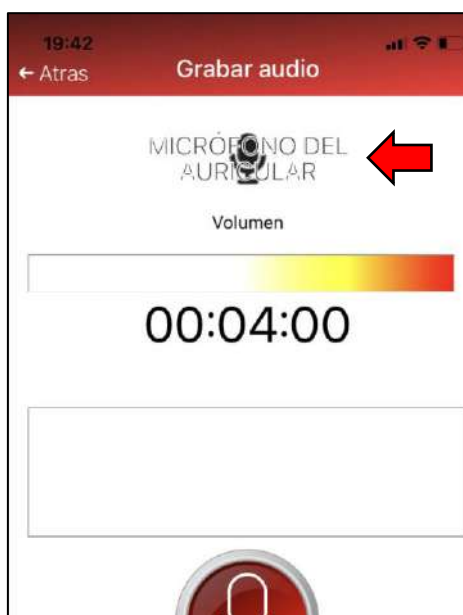 19:42
← Atras
Grabar audio
MICRÓFONO DEL
AURICULAR
Volumen
00:04:00